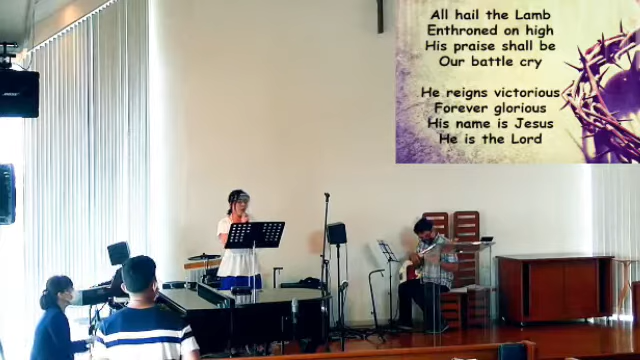 All hail the Lamb
Enthroned on high
His praise shall be
Our battle cry
He reigns victorious
Forever glorious
His name is Jesus
He is the Lord